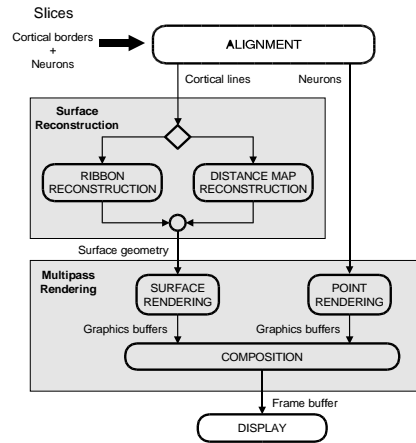 Slices
Cortical borders
+
Neurons
ALIGNMENT
Cortical lines
Neurons
Surface
Reconstruction
RIBBON
RECONSTRUCTION
DISTANCE MAP
RECONSTRUCTION
Surface geometry
Multipass
Rendering
SURFACE
RENDERING
POINT
RENDERING
Graphics buffers
Graphics buffers
COMPOSITION
Frame buffer
DISPLAY